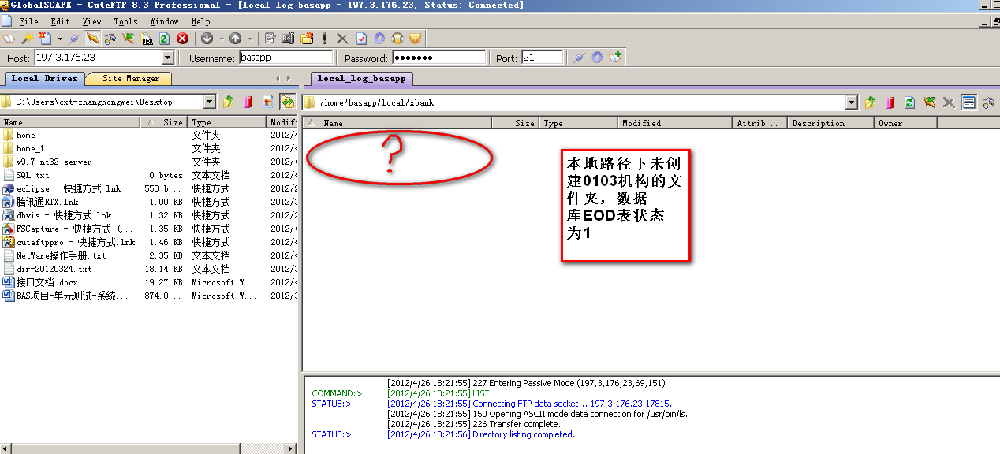 GlobalSCAPE - CuteFTP 8.3 Professional - [local_log_basapp - 197.3.176.23, Status: Connected]
File Edit View Tools Window Help
URL
Host: 197.3.176.23 Username: basapp Password: ●●●●●●● Port: 21
Local Drives Site Manager
local_log_basapp
C:\Users\cxt-zhanghongwei\Desktop
/home/basapp/local/xbank
Name Size Type Modif
home 文件夹 2012/4
home_1 文件夹 2012/4
v9.7_nt32_server 文件夹 2012/4
SQL.txt 0 bytes 文本文档 2012/4
eclipse - 快捷方式.lnk 550 b... 快捷方式 2012/2
腾讯通RTX.lnk 1.00 KB 快捷方式 2012/3
dbvis - 快捷方式.lnk 1.32 KB 快捷方式 2012/2
FSCapture - 快捷方式 (... 1.35 KB 快捷方式 2012/4
cuteftppro - 快捷方式.lnk 1.46 KB 快捷方式 2012/4
NetWare操作手册.txt 2.35 KB 文本文档 2012/4
dir-20120324.txt 18.14 KB 文本文档 2012/3
接口文档.docx 19.27 KB Microsoft W... 2012/4
BAS项目-单元测试-系统... 874.0... Microsoft W... 2012/3
Name Size Type Modified Attrib... Description Owner
?
本地路径下未创
建0103机构的文
件夹，数据
库EOD表状态
为1
[2012/4/26 18:21:55] 227 Entering Passive Mode (197,3,176,23,69,151)
COMMAND:> [2012/4/26 18:21:55] LIST
STATUS:> [2012/4/26 18:21:55] Connecting FTP data socket... 197.3.176.23:17815...
[2012/4/26 18:21:55] 150 Opening ASCII mode data connection for /usr/bin/ls.
[2012/4/26 18:21:55] 226 Transfer complete.
STATUS:> [2012/4/26 18:21:56] Directory listing completed.